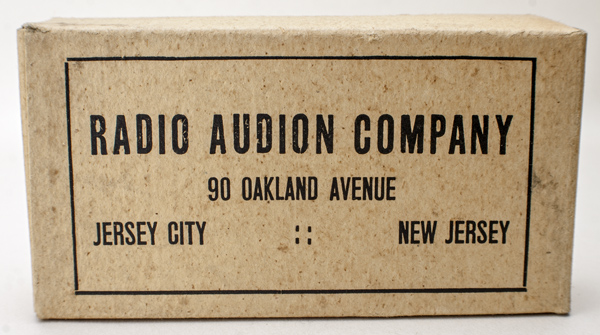 RADIO AUDION COMPANY
90 OAKLAND AVENUE
JERSEY CITY :: NEW JERSEY